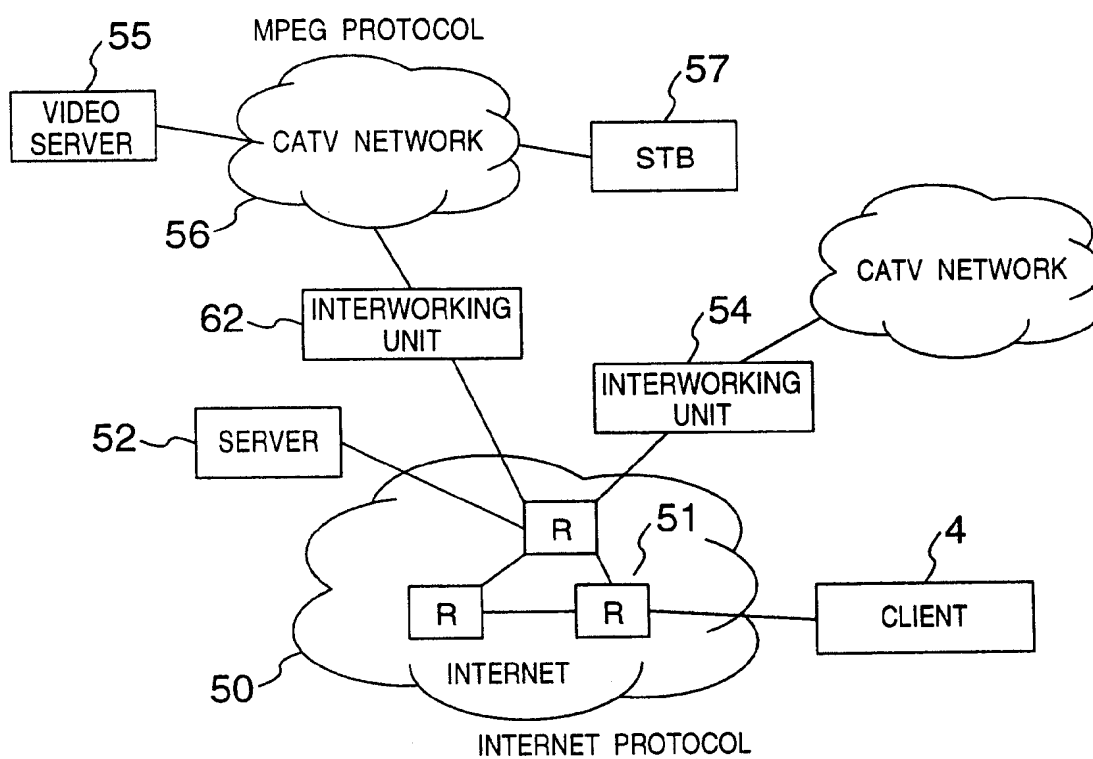 MPEG PROTOCOL
55
57
VIDEO
SERVER
CATV NETWORK
STB
56
CATV NETWORK
62
INTERWORKING
UNIT
54
INTERWORKING
UNIT
52
SERVER
R
51
4
R
R
CLIENT
50
INTERNET
INTERNET PROTOCOL